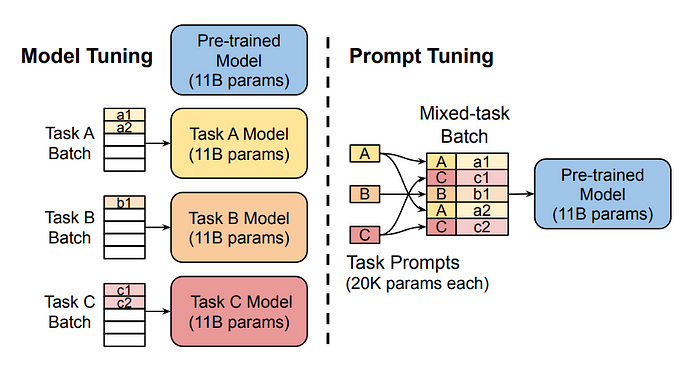 Model Tuning
Pre-trained
Model
(11B params)
Task A
Batch
a1
a2
Task A Model
(11B params)
Task B
Batch
b1
Task B Model
(11B params)
Task C
Batch
c1
c2
Task C Model
(11B params)
Prompt Tuning
Mixed-task
Batch
A
B
C
A a1
C c1
B b1
A a2
C c2
Task Prompts
(20K params each)
Pre-trained
Model
(11B params)